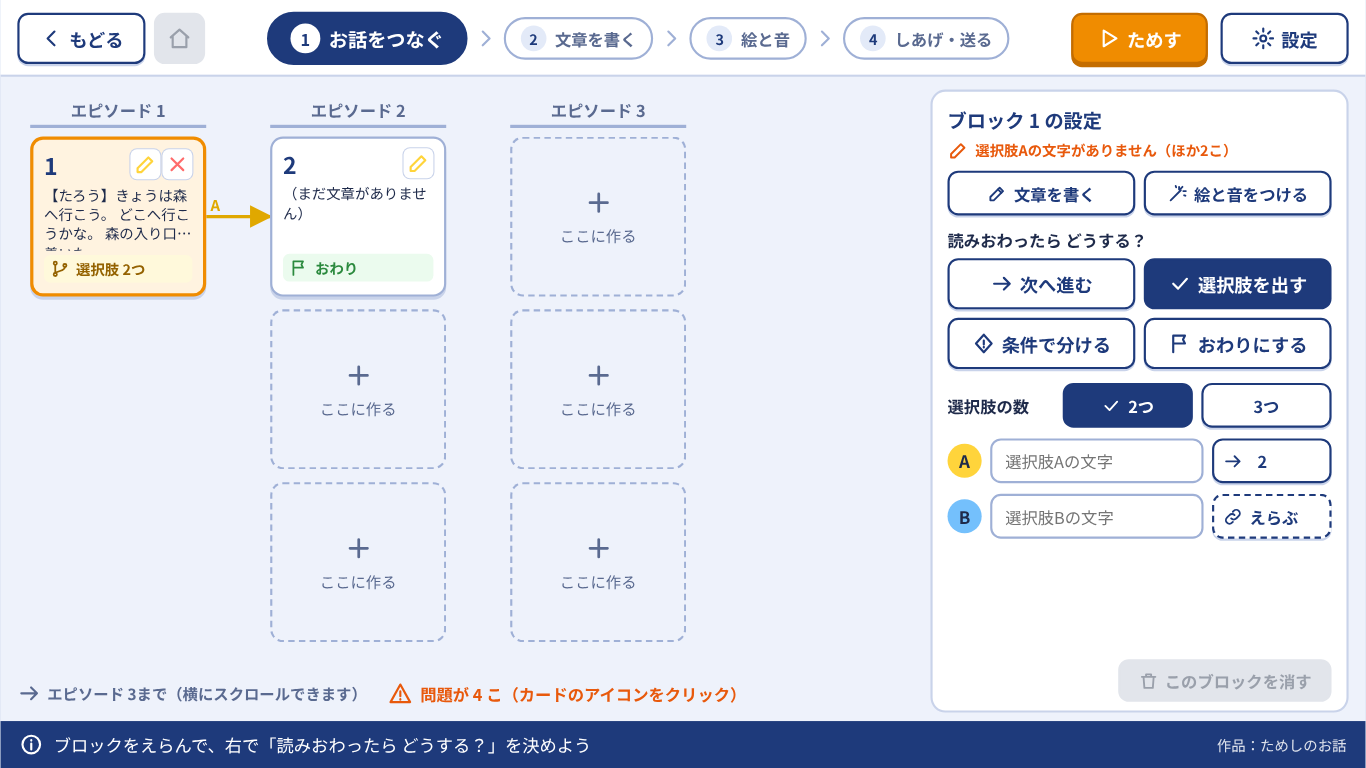 もどる
1 お話をつなぐ
2 文章を書く
3 絵と音
4 しあげ・送る
ためす
設定
エピソード 1
エピソード 2
エピソード 3
1
【たろう】きょうは森
へ行こう。 どこへ行こ
うかな。 森の入り口…
選択肢 2つ
A
2
（まだ文章がありませ
ん）
おわり
ここに作る
ここに作る
ここに作る
ここに作る
ここに作る
ブロック 1 の設定
選択肢Aの文字がありません（ほか2こ）
文章を書く
絵と音をつける
読みおわったら どうする？
次へ進む
選択肢を出す
条件で分ける
おわりにする
選択肢の数
2つ
3つ
A 選択肢Aの文字 2
B 選択肢Bの文字 えらぶ
このブロックを消す
エピソード 3まで（横にスクロールできます）
問題が 4 こ（カードのアイコンをクリック）
ブロックをえらんで、右で「読みおわったら どうする？」を決めよう
作品：ためしのお話